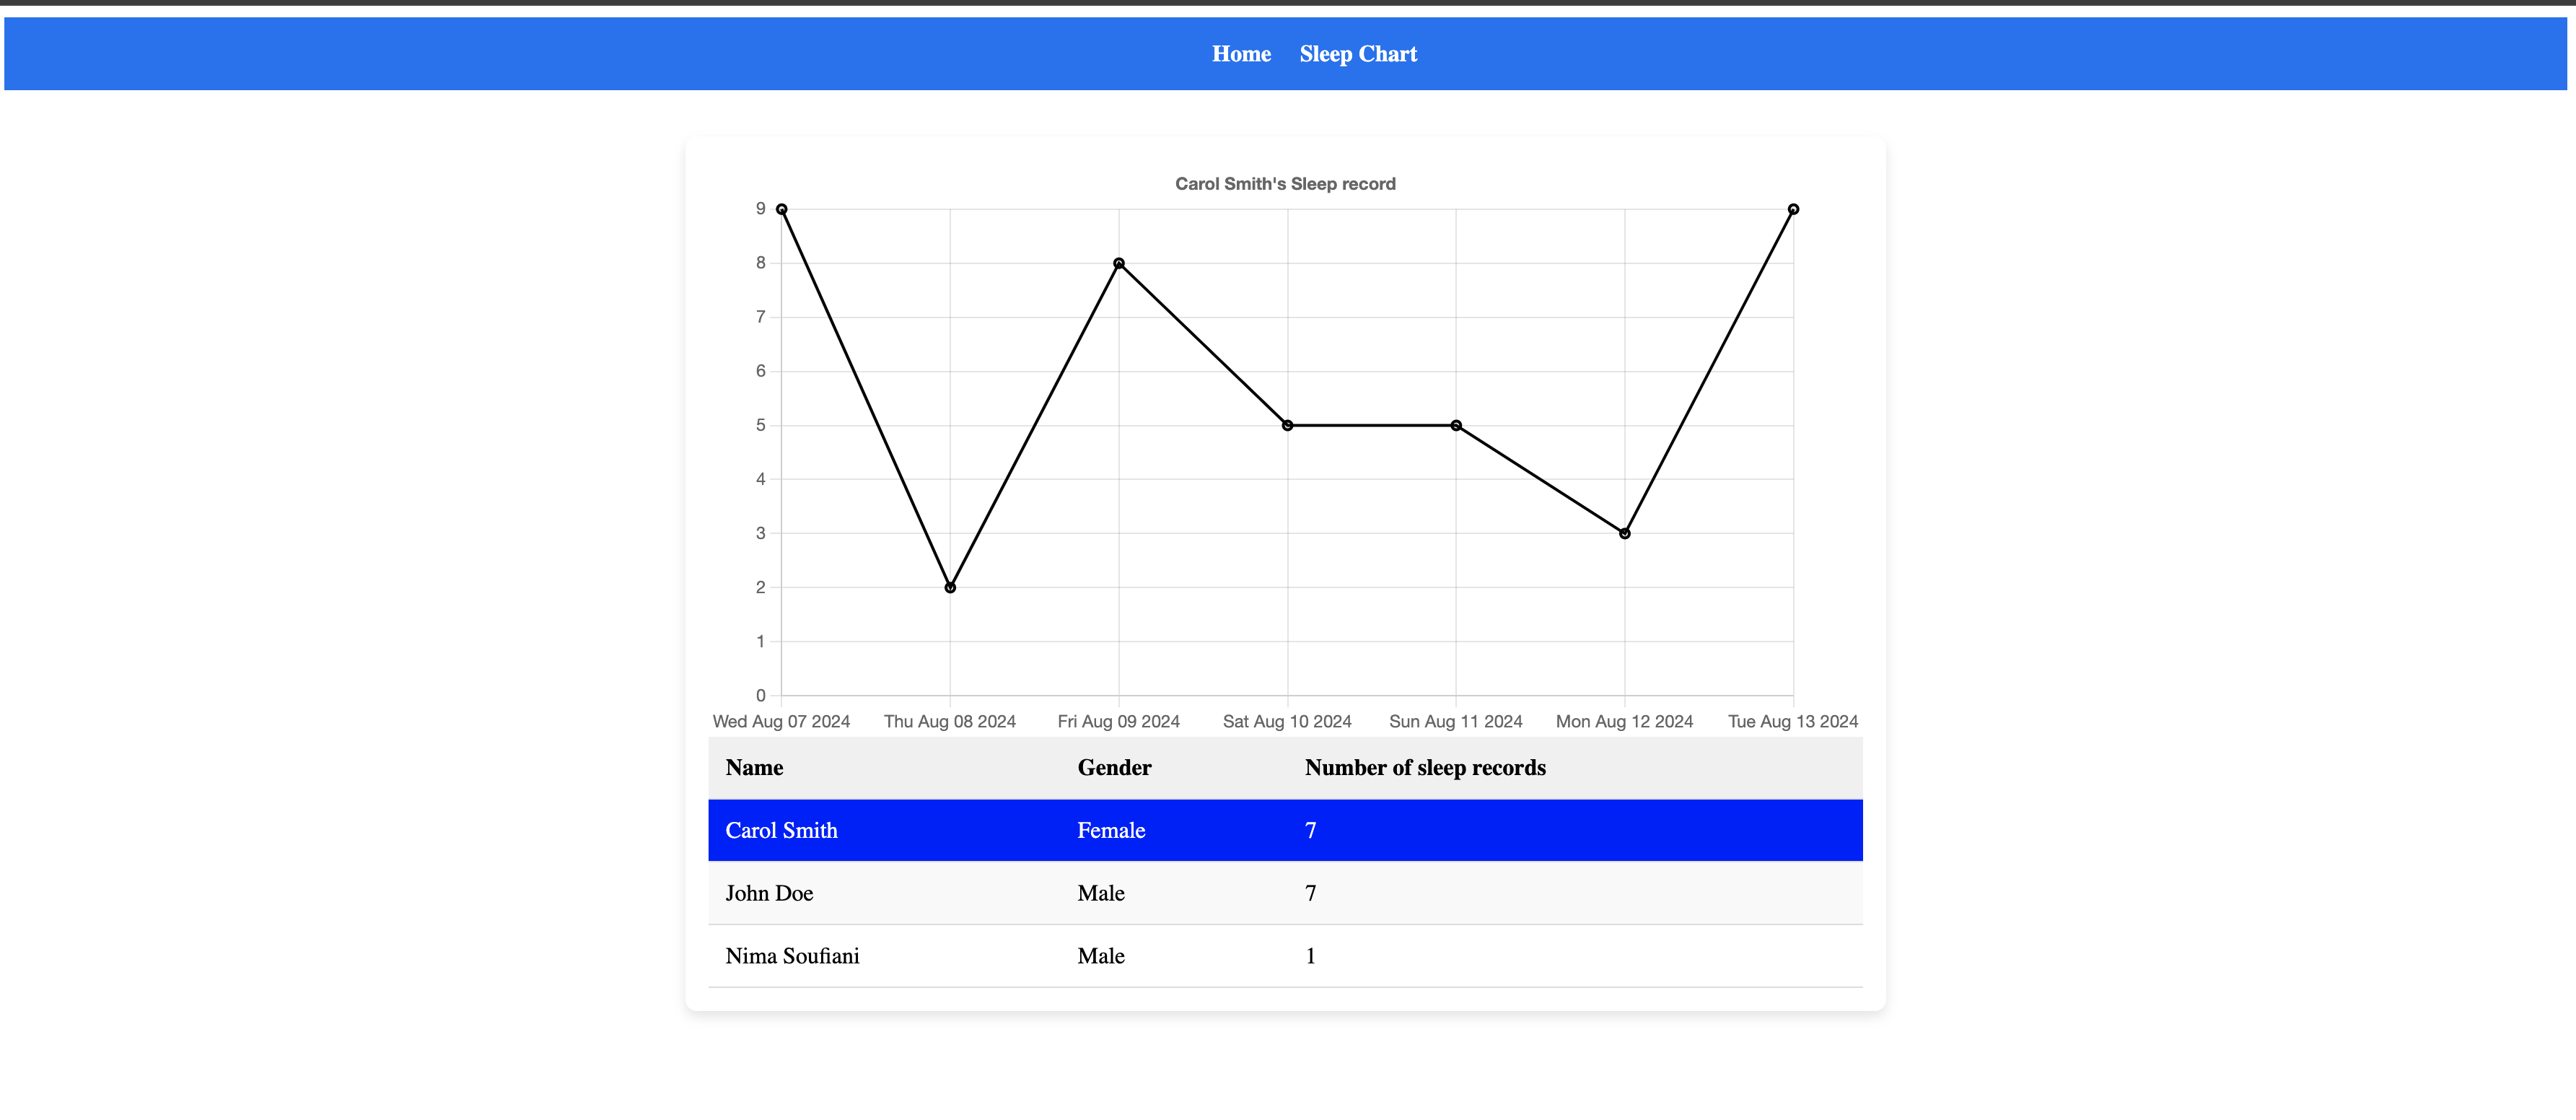 Home Sleep Chart
Carol Smith's Sleep record
9
8
7
6
5
4
3
2
1
0
Wed Aug 07 2024 Thu Aug 08 2024 Fri Aug 09 2024 Sat Aug 10 2024 Sun Aug 11 2024 Mon Aug 12 2024 Tue Aug 13 2024
Name Gender Number of sleep records
Carol Smith Female 7
John Doe Male 7
Nima Soufiani Male 1